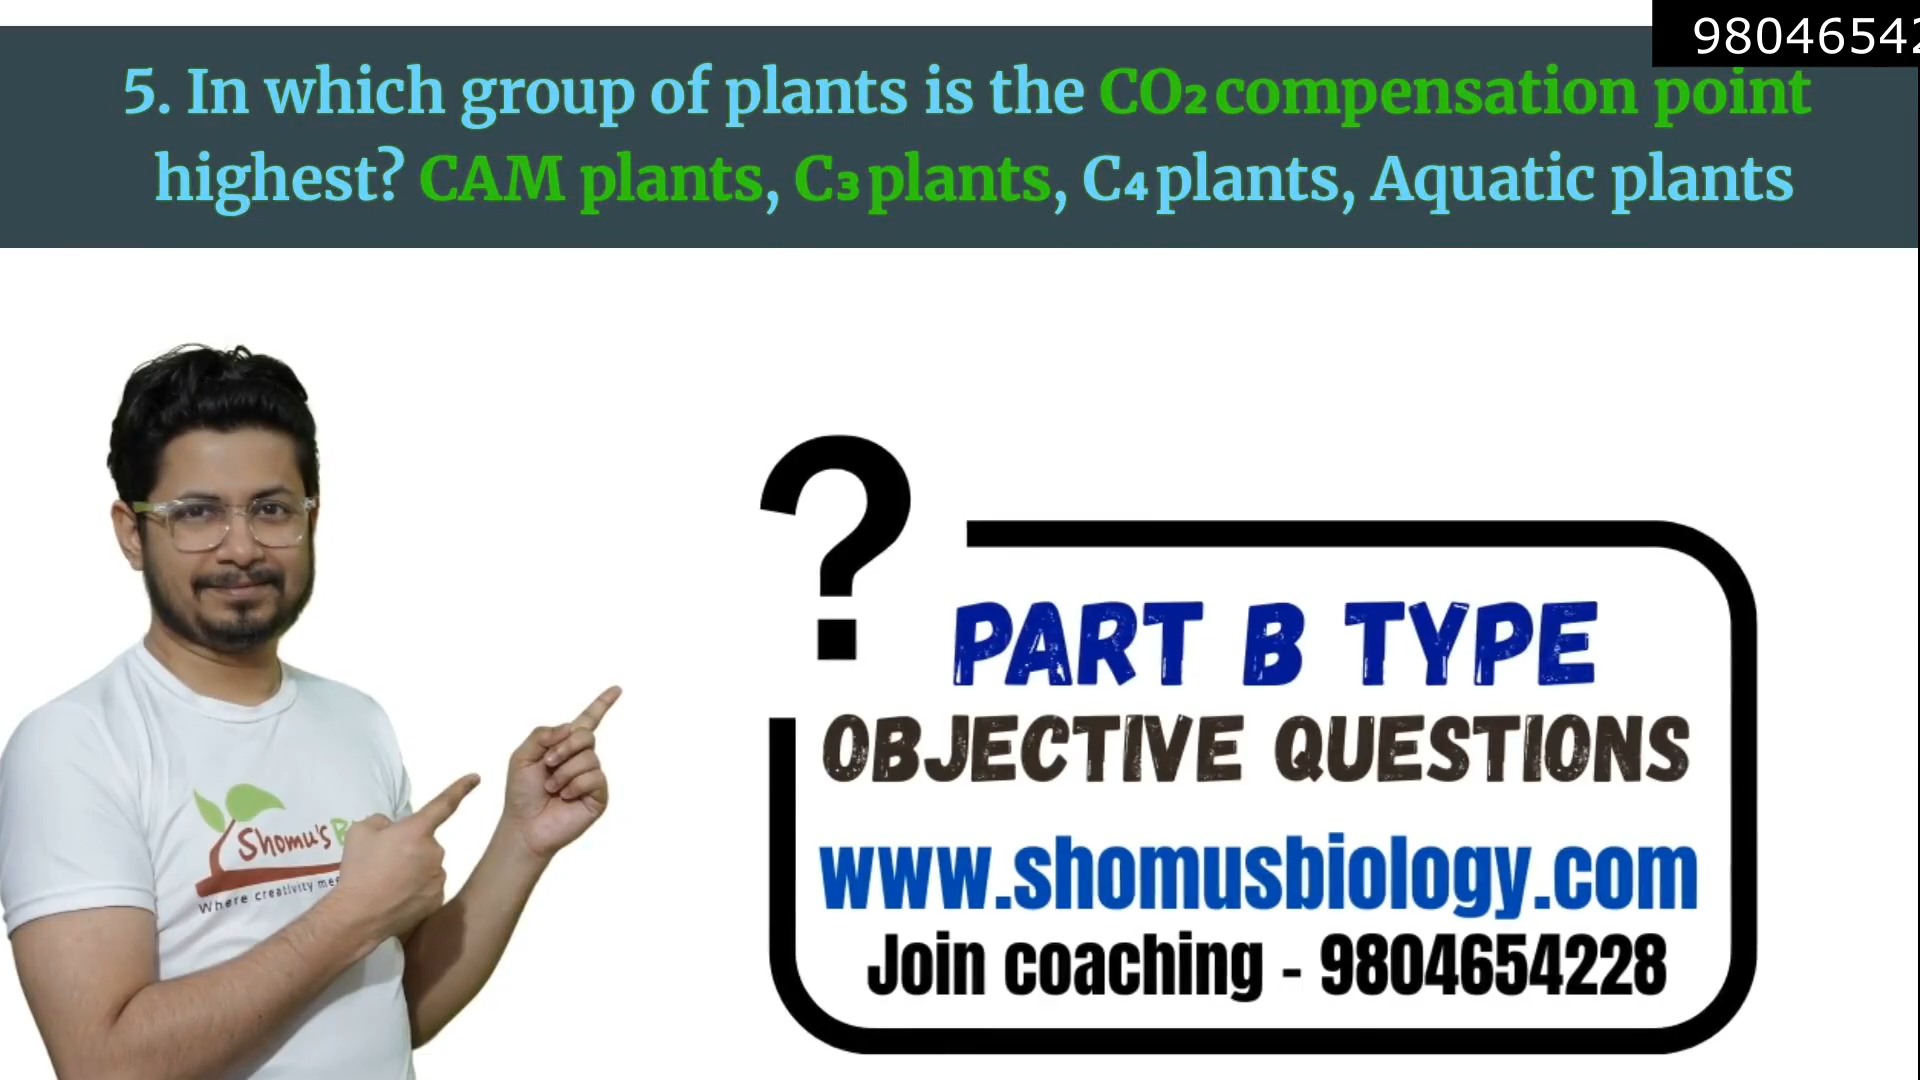 98046542
5. In which group of plants is the CO₂ compensation point
highest? CAM plants, C₃ plants, C₄ plants, Aquatic plants
?
PART B TYPE
OBJECTIVE QUESTIONS
www.shomusbiology.com
Join coaching - 9804654228
Shomu's
Where creativity